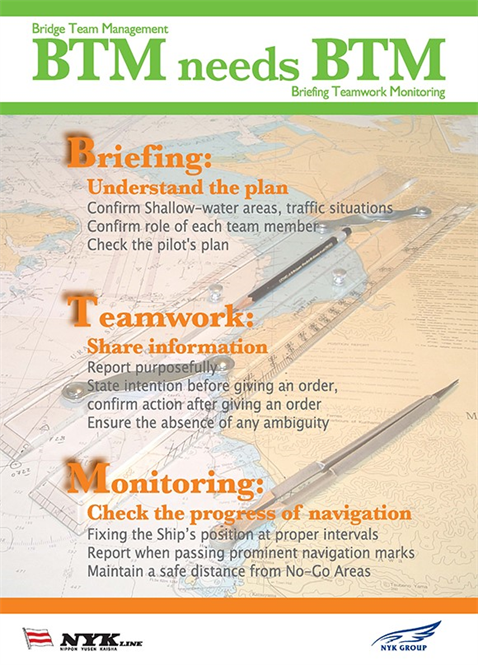 Bridge Team Management
BTM needs BTM
Briefing Teamwork Monitoring
Briefing:
Understand the plan
Confirm Shallow-water areas, traffic situations
Confirm role of each team member
Check the pilot's plan
Teamwork:
Share information
Report purposefully
State intention before giving an order,
confirm action after giving an order
Ensure the absence of any ambiguity
Monitoring:
Check the progress of navigation
Fixing the Ship's position at proper intervals
Report when passing prominent navigation marks
Maintain a safe distance from No-Go Areas
NYK LINE
NIPPON YUSEN KAISHA
NYK GROUP